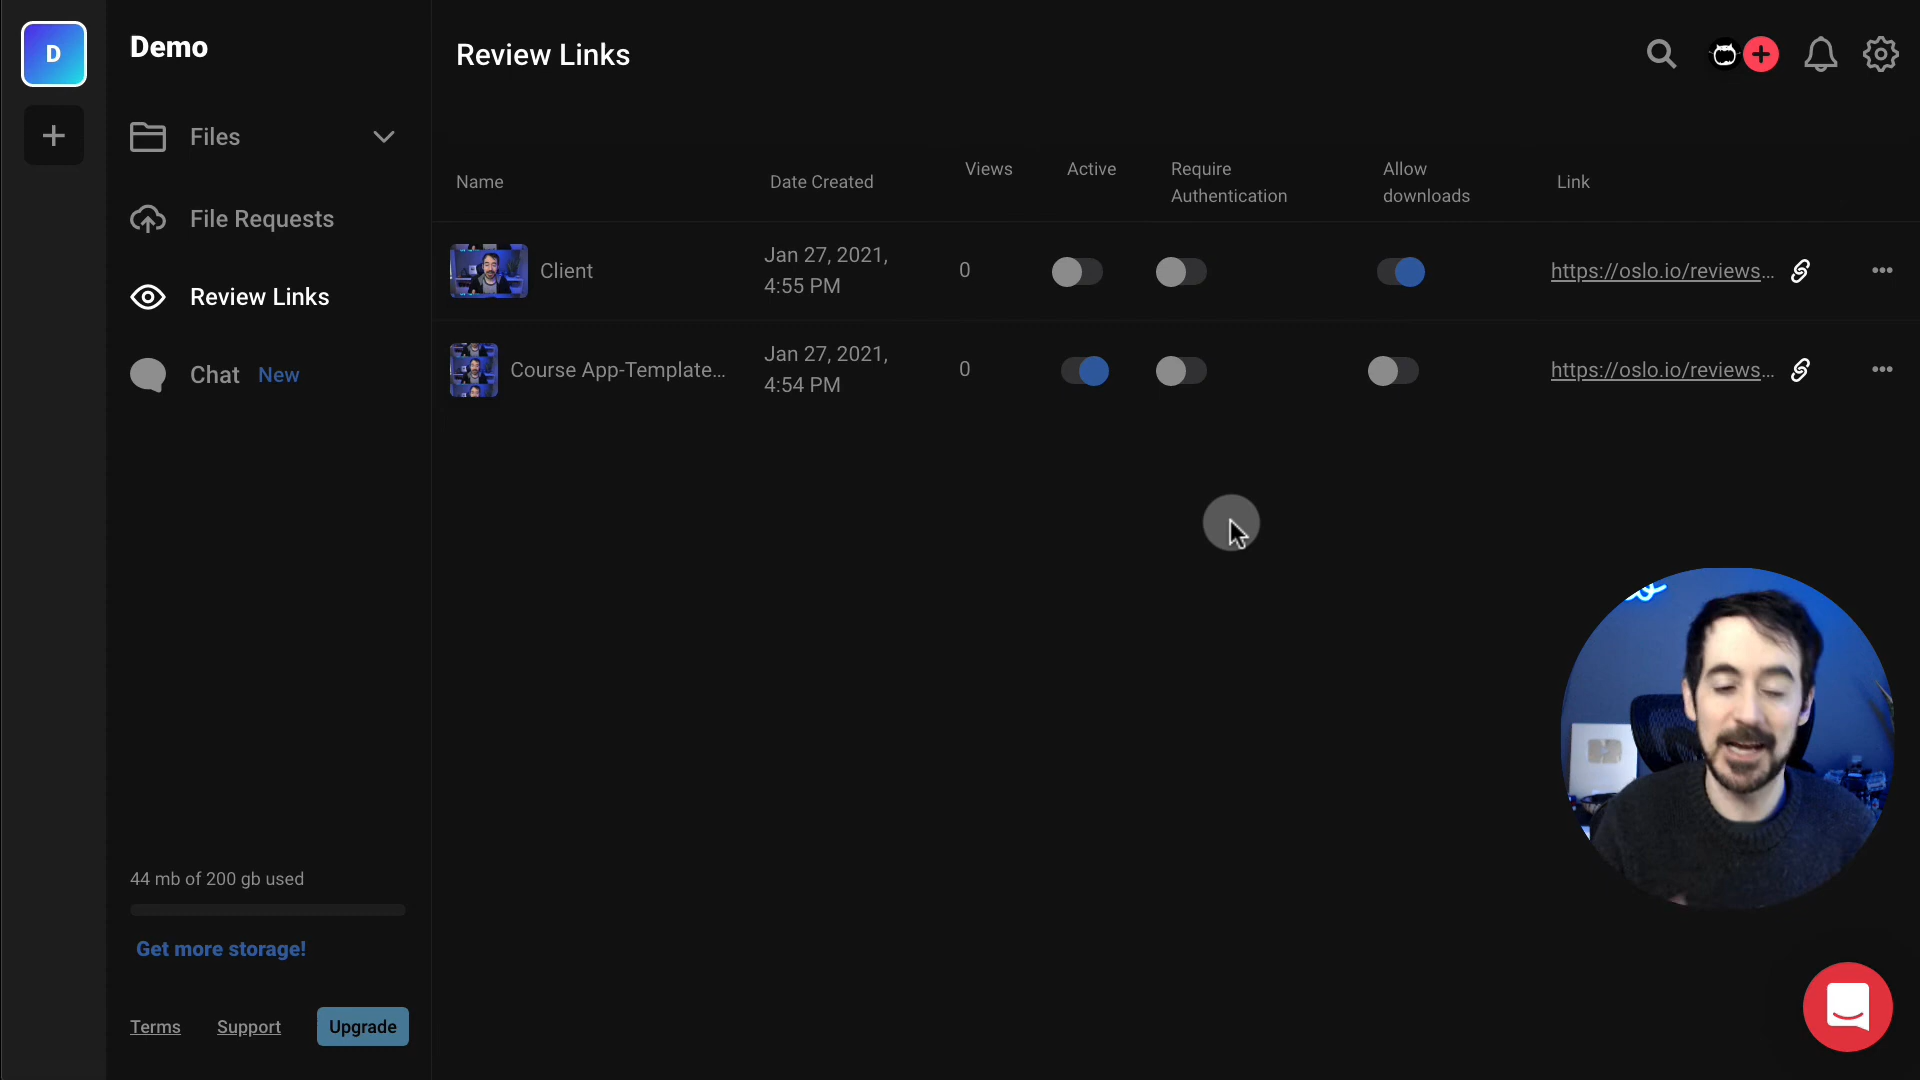 D
Demo
Review Links
Files
File Requests
Review Links
Chat New
Name Date Created Views Active Require Authentication Allow downloads Link
Client Jan 27, 2021, 4:55 PM 0 https://oslo.io/reviews...
Course App-Template... Jan 27, 2021, 4:54 PM 0 https://oslo.io/reviews...
44 mb of 200 gb used
Get more storage!
Terms Support Upgrade